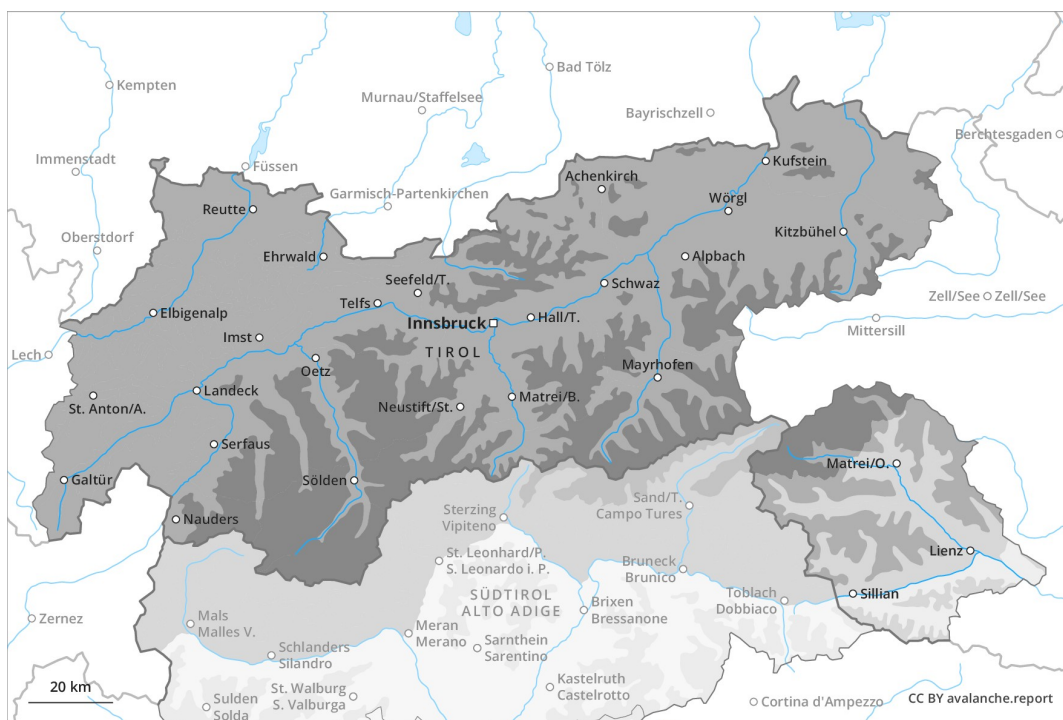 Kempten
Bad Tölz
Murnau/Staffelsee
Bayrischzell
Berchtesgaden
Immenstadt
Füssen
Kufstein
Achenkirch
Garmisch-Partenkirchen
Wörgl
Reutte
Kitzbühel
Oberstdorf
Ehrwald
Alpbach
Seefeld/T.
Schwaz
Zell/See
Zell/See
Telfs
Elbigenalp
Innsbruck
Hall/T.
Mittersill
Imst
Lech
TIROL
Oetz
Mayrhofen
Landeck
St. Anton/A.
Neustift/St.
Matrei/B.
Serfaus
Matrei/O.
Galtür
Sölden
Sand/T.
Campo Tures
Nauders
Sterzing
Vipiteno
Lienz
St. Leonhard/P.
S. Leonardo i. P.
Bruneck
Brunico
SÜDTIROL
ALTO ADIGE
Sillian
Toblach
Dobbiaco
Brixen
Bressanone
Zernez
Mals
Malles V.
Meran
Merano
Sarnthein
Sarentino
Schlanders
Silandro
Kastelruth
Castelrotto
20 km
St. Walburg
S. Valburga
Sulden
Solda
Cortina d'Ampezzo
CC BY avalanche.report